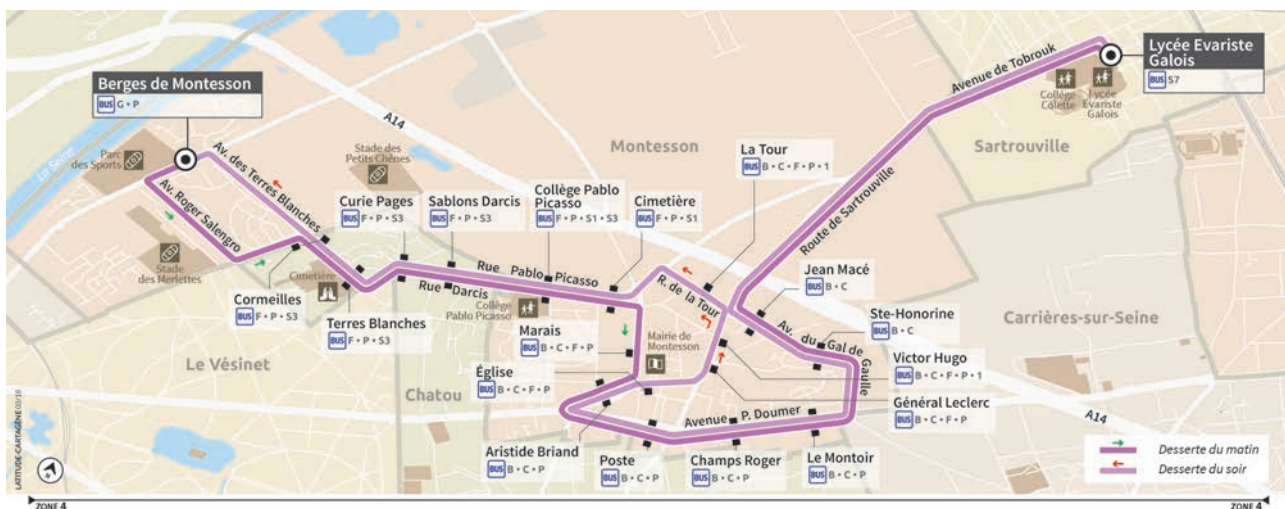 Berges de Montesson
BUS G • P
Lycée Evariste
Galois
BUS S7
Avenue de Tobrouk
Collège
Colette
Lycée
Evariste
Galois
Sartrouville
A14
La Seine
Parc
des Sports
Av. des Terres Blanches
Av. Roger Salengro
Stade des
Petits Chênes
Montesson
La Tour
BUS B • C • F • P • 1
Route de Sartrouville
Curie Pages
BUS F • P • S3
Sablons Darcis
BUS F • P • S3
Collège Pablo
Picasso
BUS F • P • S1 • S3
Cimetière
BUS F • P • S1
Stade
des Merlettes
Cimetière
Rue Pablo Picasso
Rue Darcis
R. de la Tour
Jean Macé
BUS B • C
Cormeilles
BUS F • P • S3
Terres Blanches
BUS F • P • S3
Collège
Pablo Picasso
Marais
BUS B • C • F • P
Mairie de
Montesson
Av. du Gal de Gaulle
Ste-Honorine
BUS B • C
Carrières-sur-Seine
Le Vésinet
Chatou
Église
BUS B • C • F • P
Victor Hugo
BUS B • C • F • P • 1
Général Leclerc
BUS B • C • F • P
Avenue P. Doumer
A14
Aristide Briand
BUS B • C • P
Poste
BUS B • C • P
Champs Roger
BUS B • C • P
Le Montoir
BUS B • C • P
Desserte du matin
Desserte du soir
LATITUDE-CARTAGÈNE 03/18
ZONE 4
ZONE 4